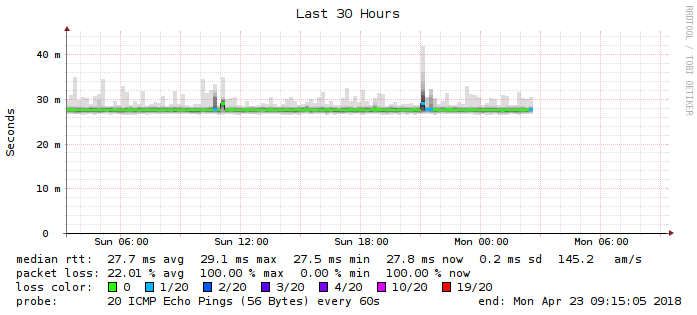 Last 30 Hours
RRDTOOL / TOBI OETIKER
Seconds
40 m
30 m
20 m
10 m
0
Sun 06:00 Sun 12:00 Sun 18:00 Mon 00:00 Mon 06:00
median rtt: 27.7 ms avg 29.1 ms max 27.5 ms min 27.8 ms now 0.2 ms sd 145.2 am/s
packet loss: 22.01 % avg 100.00 % max 0.00 % min 100.00 % now
loss color: 0 1/20 2/20 3/20 4/20 10/20 19/20
probe: 20 ICMP Echo Pings (56 Bytes) every 60s end: Mon Apr 23 09:15:05 2018